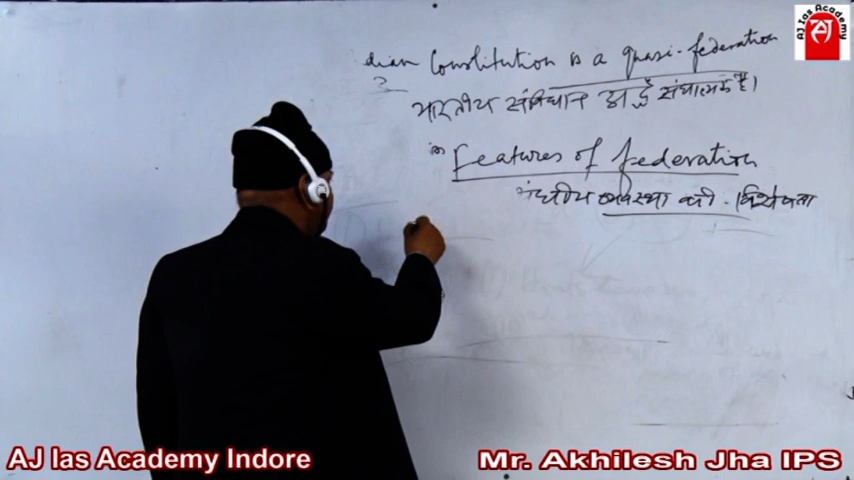 AJ Ias Academy
AJ
dian Constitution is a quasi-federation
?
भारतीय संविधान अर्द्ध संघात्मक है।
Features of federation
संघीय व्यवस्था की विशेषता
AJ Ias Academy Indore
Mr. Akhilesh Jha IPS